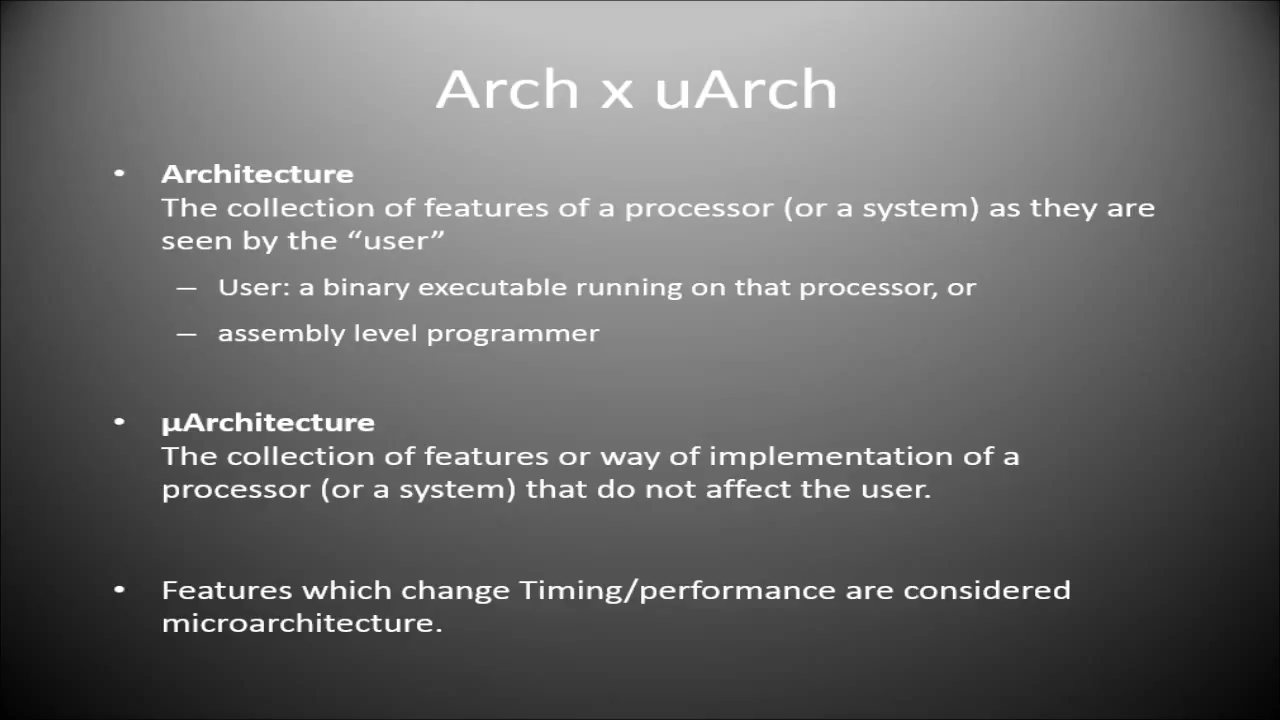 Arch x uArch
• Architecture
The collection of features of a processor (or a system) as they are
seen by the “user”
– User: a binary executable running on that processor, or
– assembly level programmer
• µArchitecture
The collection of features or way of implementation of a
processor (or a system) that do not affect the user.
• Features which change Timing/performance are considered
microarchitecture.